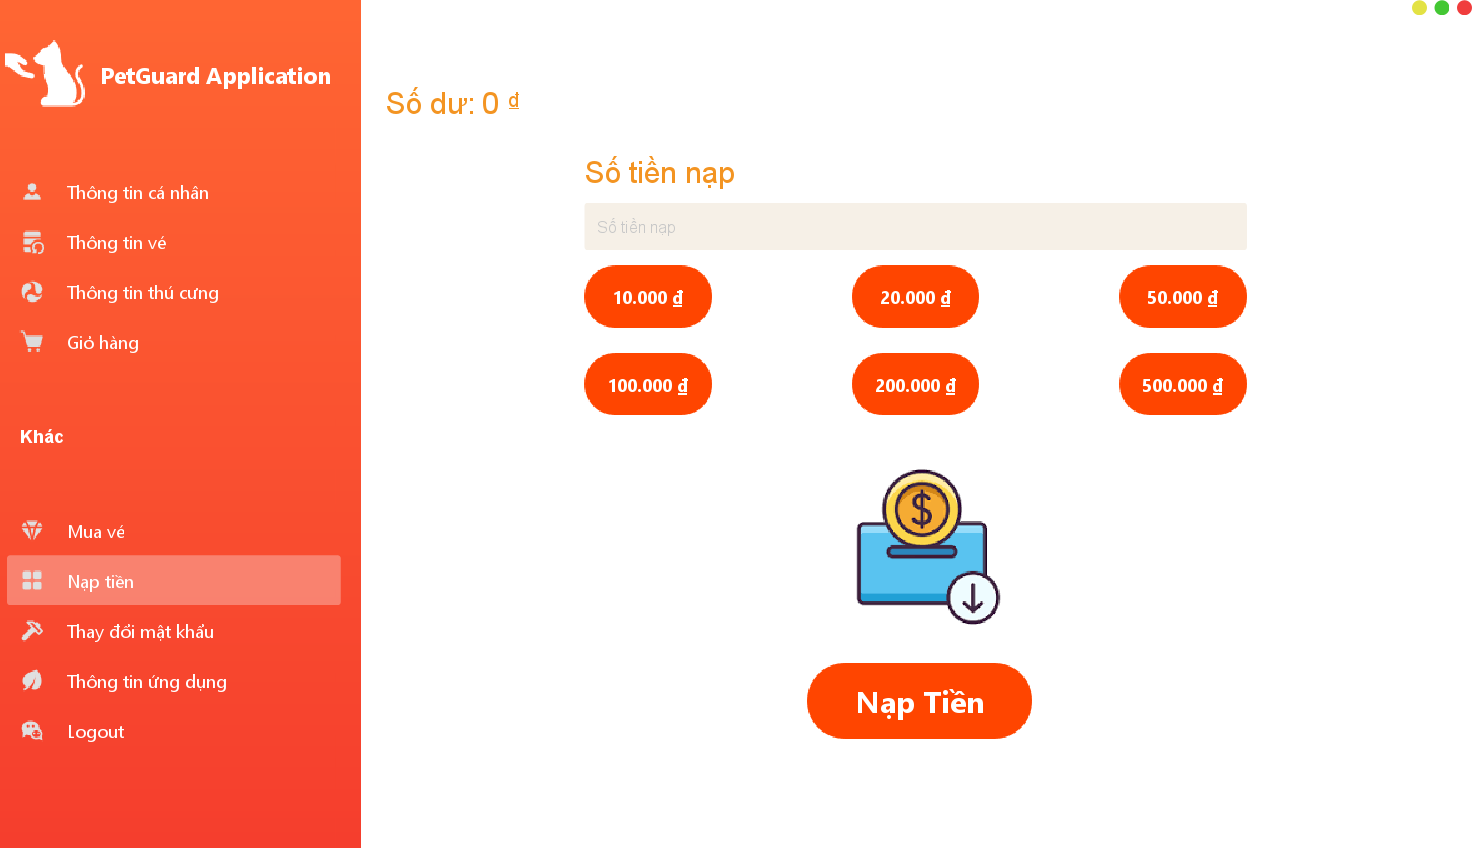 PetGuard Application
Thông tin cá nhân
Thông tin vé
Thông tin thú cưng
Giỏ hàng
Khác
Mua vé
Nạp tiền
Thay đổi mật khẩu
Thông tin ứng dụng
Logout
Số dư: 0 ₫
Số tiền nạp
Số tiền nạp
10.000 ₫
20.000 ₫
50.000 ₫
100.000 ₫
200.000 ₫
500.000 ₫
$
Nạp Tiền